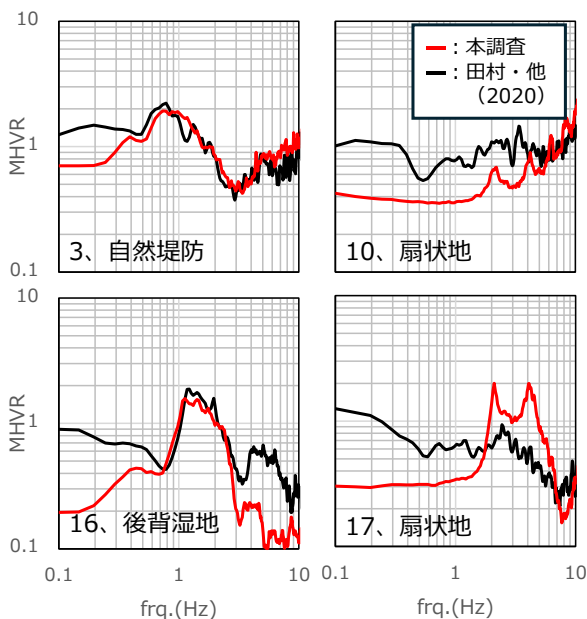 10
1
0.1
MHVR
3、自然堤防
：本調査
：田村・他
（2020）
10、扇状地
10
1
0.1
MHVR
16、後背湿地
17、扇状地
0.1
1
10
0.1
1
10
frq.(Hz)
frq.(Hz)